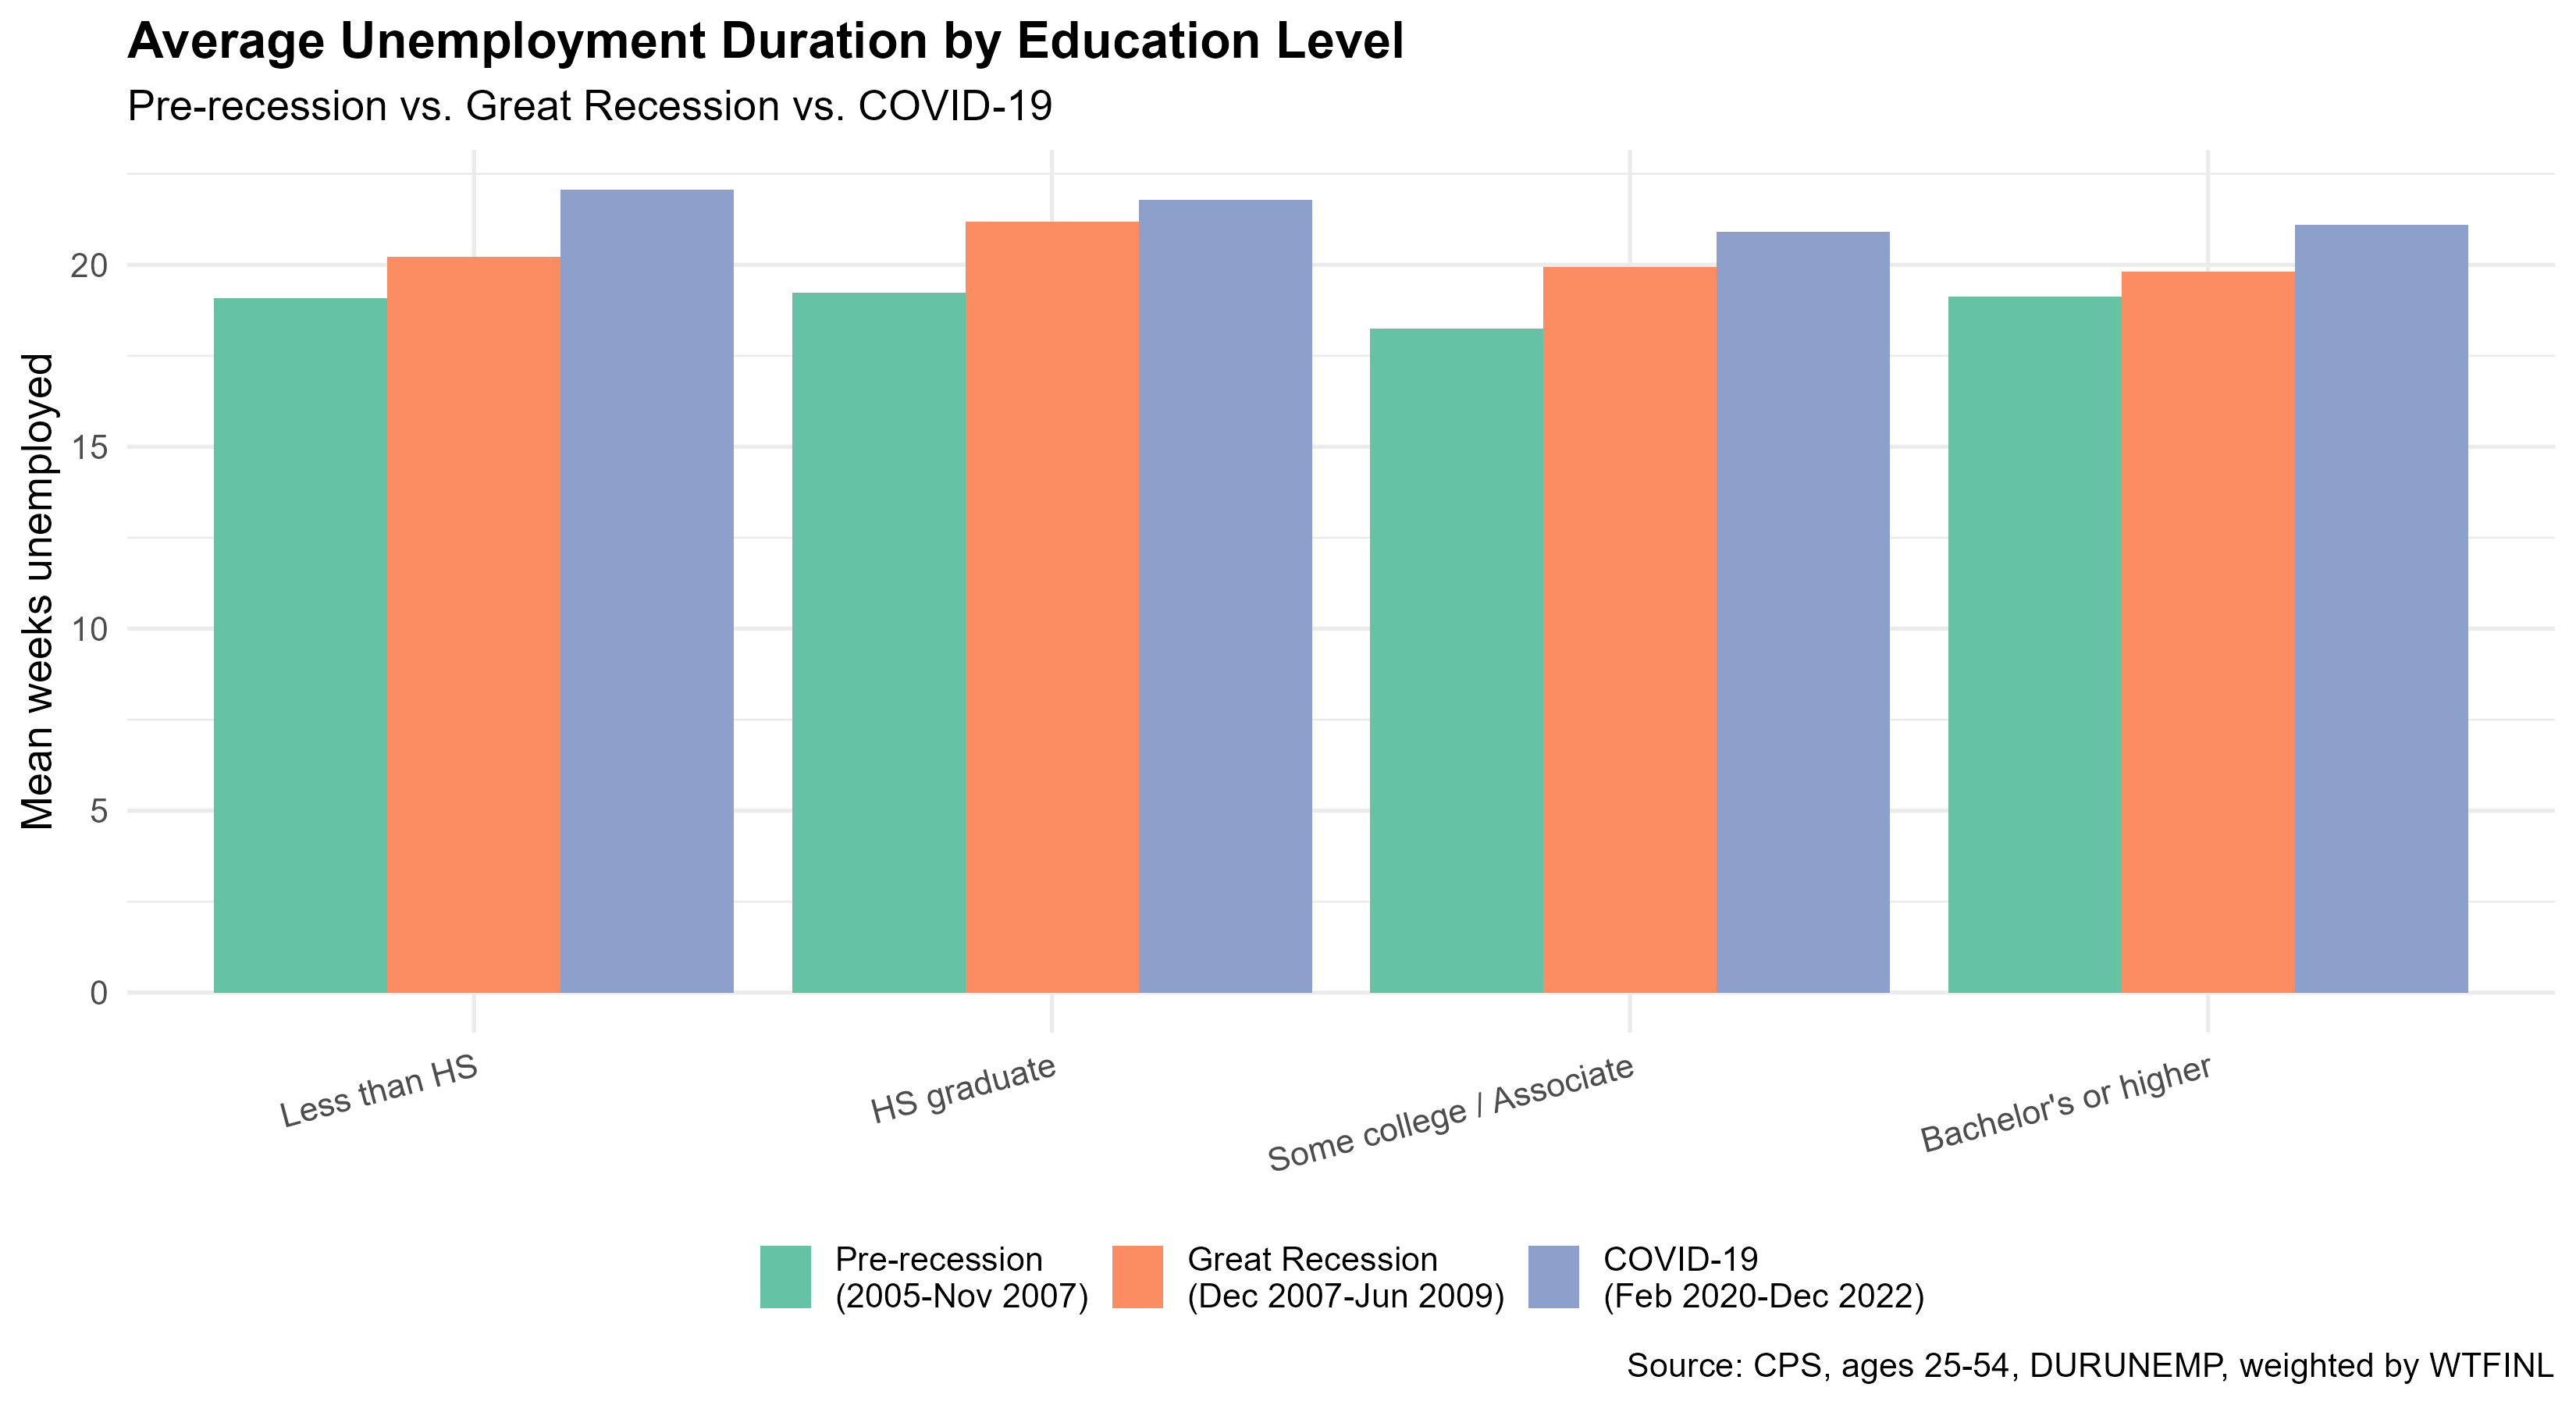 Average Unemployment Duration by Education Level
Pre-recession vs. Great Recession vs. COVID-19
Mean weeks unemployed
20
15
10
5
0
Less than HS
HS graduate
Some college / Associate
Bachelor's or higher
Pre-recession
(2005-Nov 2007)
Great Recession
(Dec 2007-Jun 2009)
COVID-19
(Feb 2020-Dec 2022)
Source: CPS, ages 25-54, DURUNEMP, weighted by WTFINL